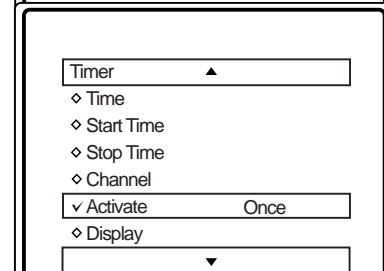 Timer
Time
Start Time
Stop Time
Channel
Activate Once
Display